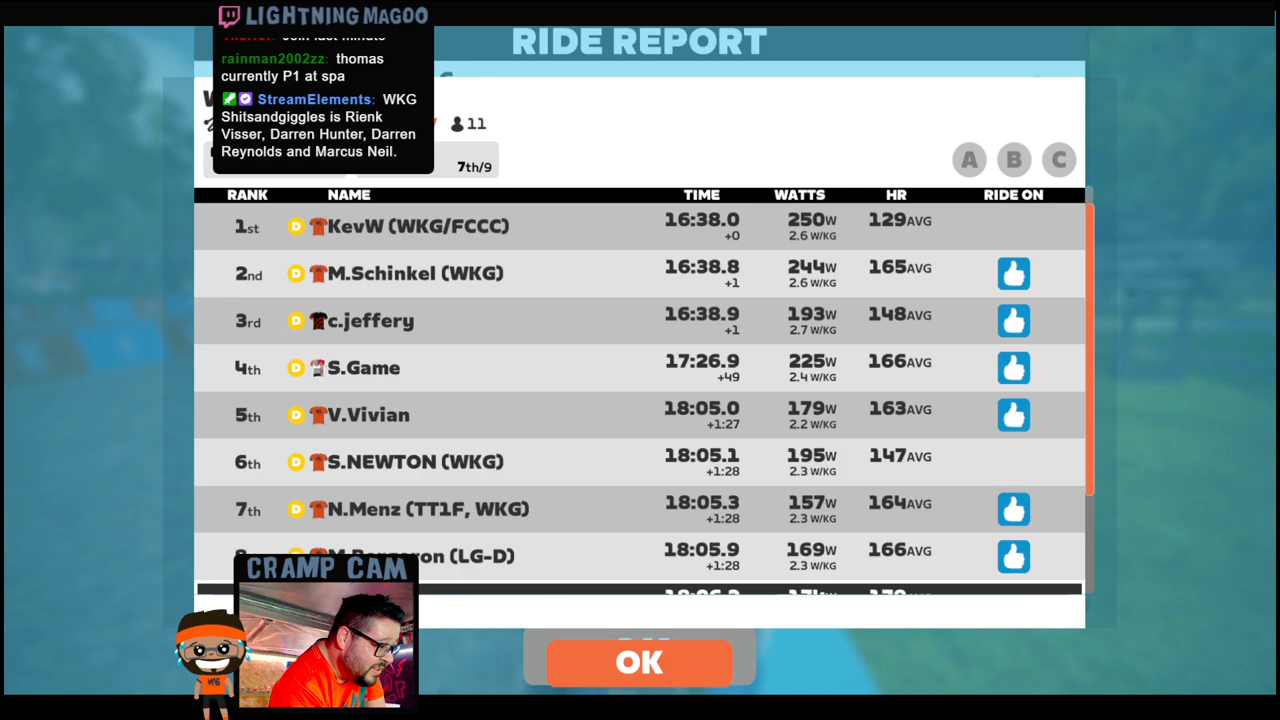 LIGHTNING MAGOO
Join last minute
rainman2002zz: thomas
currently P1 at spa
StreamElements: WKG
Shitsandgiggles is Rienk
Visser, Darren Hunter, Darren
Reynolds and Marcus Neil.
RIDE REPORT
11
7th/9
A B C
RANK NAME TIME WATTS HR RIDE ON
1st D KevW (WKG/FCCC) 16:38.0 250W 129AVG
+0 2.6 W/KG
2nd D M.Schinkel (WKG) 16:38.8 244W 165AVG
+1 2.6 W/KG
3rd D c.jeffery 16:38.9 193W 148AVG
+1 2.7 W/KG
4th D S.Game 17:26.9 225W 166AVG
+49 2.4 W/KG
5th D V.Vivian 18:05.0 179W 163AVG
+1:27 2.2 W/KG
6th D S.NEWTON (WKG) 18:05.1 195W 147AVG
+1:28 2.3 W/KG
7th D N.Menz (TT1F, WKG) 18:05.3 157W 164AVG
+1:28 2.3 W/KG
(LG-D) 18:05.9 169W 166AVG
+1:28 2.3 W/KG
CRAMP CAM
WKG
OK